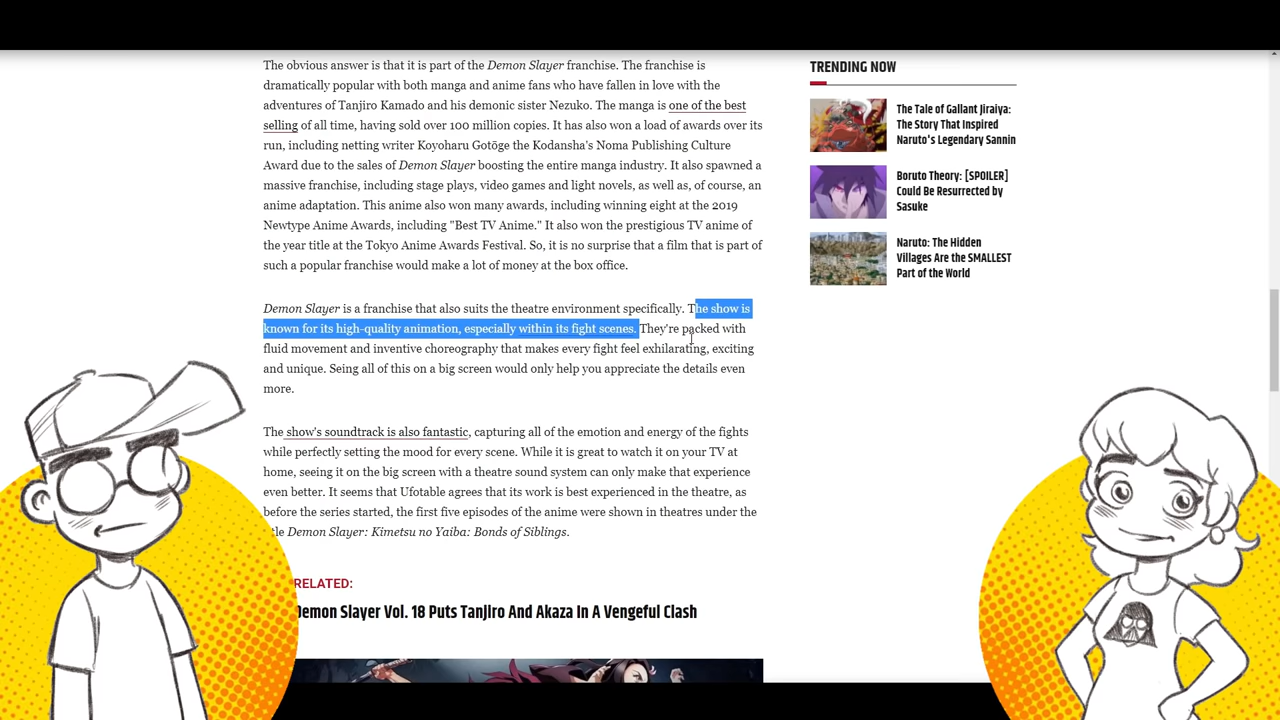 The obvious answer is that it is part of the Demon Slayer franchise. The franchise is
dramatically popular with both manga and anime fans who have fallen in love with the
adventures of Tanjiro Kamado and his demonic sister Nezuko. The manga is one of the best
selling of all time, having sold over 100 million copies. It has also won a load of awards over its
run, including netting writer Koyoharu Gotōge the Kodansha's Noma Publishing Culture
Award due to the sales of Demon Slayer boosting the entire manga industry. It also spawned a
massive franchise, including stage plays, video games and light novels, as well as, of course, an
anime adaptation. This anime also won many awards, including winning eight at the 2019
Newtype Anime Awards, including "Best TV Anime." It also won the prestigious TV anime of
the year title at the Tokyo Anime Awards Festival. So, it is no surprise that a film that is part of
such a popular franchise would make a lot of money at the box office.
Demon Slayer is a franchise that also suits the theatre environment specifically. The show is
known for its high-quality animation, especially within its fight scenes. They're packed with
fluid movement and inventive choreography that makes every fight feel exhilarating, exciting
and unique. Seing all of this on a big screen would only help you appreciate the details even
more.
The show's soundtrack is also fantastic, capturing all of the emotion and energy of the fights
while perfectly setting the mood for every scene. While it is great to watch it on your TV at
home, seeing it on the big screen with a theatre sound system can only make that experience
even better. It seems that Ufotable agrees that its work is best experienced in the theatre, as
before the series started, the first five episodes of the anime were shown in theatres under the
Demon Slayer: Kimetsu no Yaiba: Bonds of Siblings.
RELATED:
Demon Slayer Vol. 18 Puts Tanjiro And Akaza In A Vengeful Clash
TRENDING NOW
The Tale of Gallant Jiraiya:
The Story That Inspired
Naruto's Legendary Sannin
Boruto Theory: [SPOILER]
Could Be Resurrected by
Sasuke
Naruto: The Hidden
Villages Are the SMALLEST
Part of the World